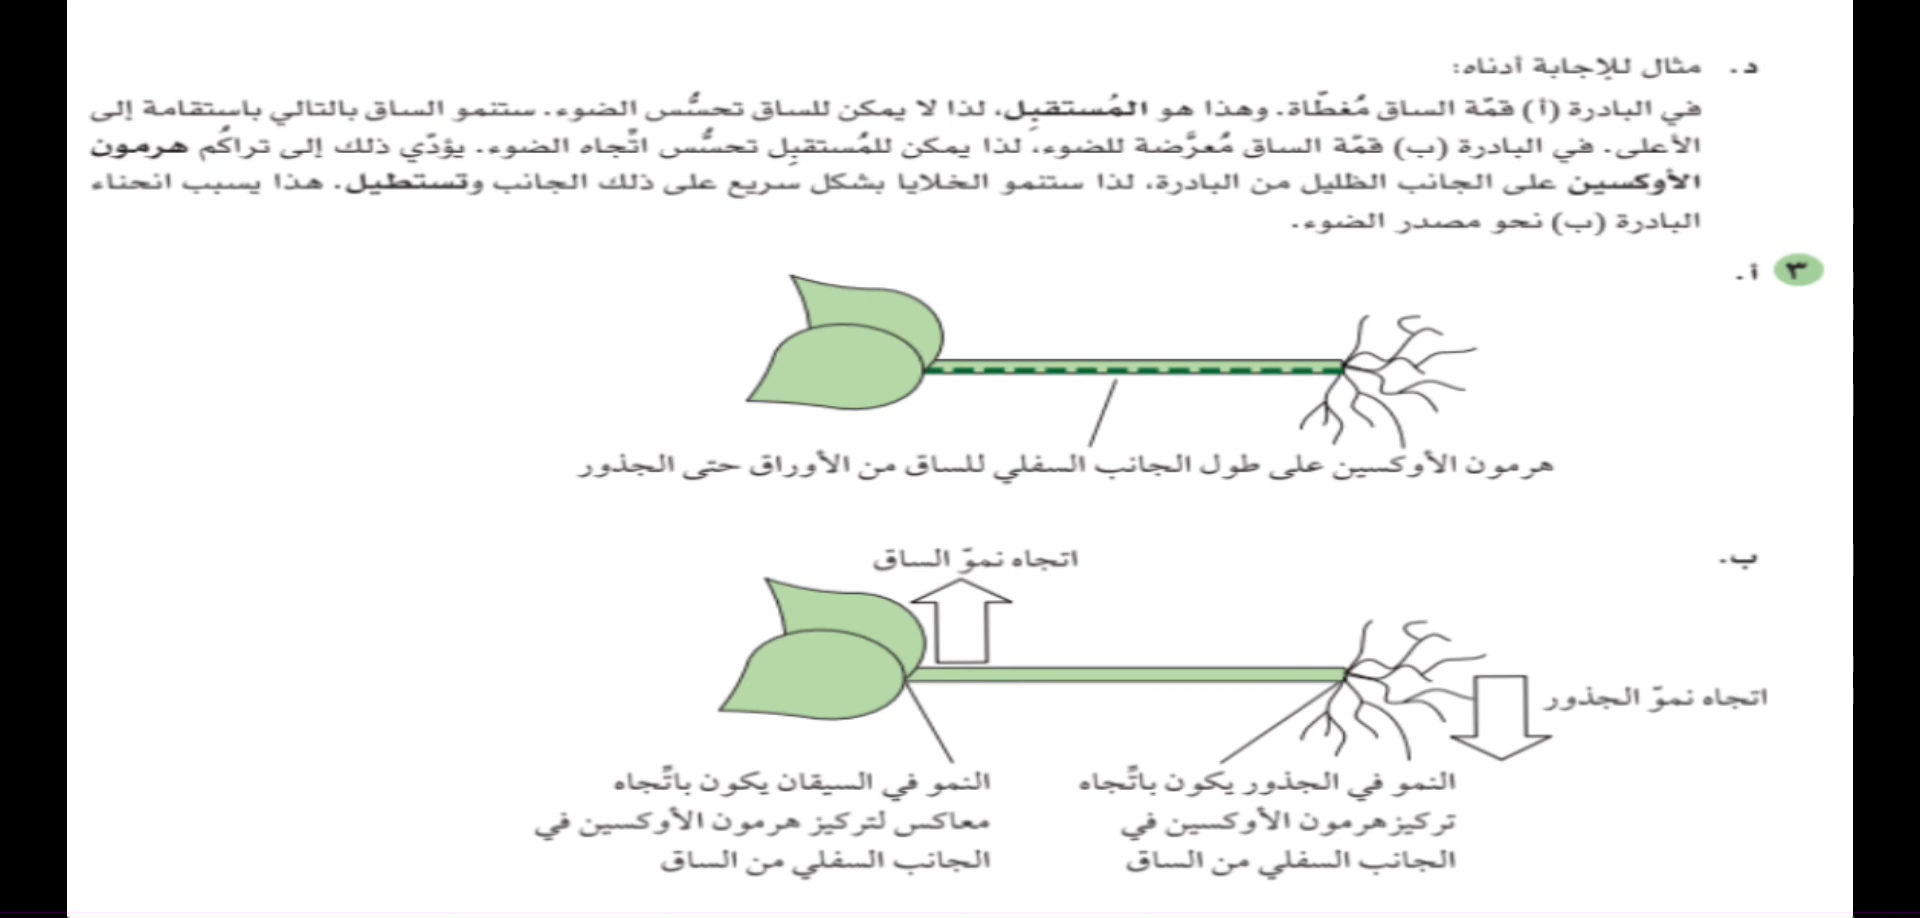 د. مثال للإجابة أدناه:
في البادرة (أ) قمّة الساق مُغطّاة. وهذا هو المُستقبِل، لذا لا يمكن للساق تحسُّس الضوء. ستنمو الساق بالتالي باستقامة إلى
الأعلى. في البادرة (ب) قمّة الساق مُعرَّضة للضوء، لذا يمكن للمُستقبِل تحسُّس اتّجاه الضوء. يؤدّي ذلك إلى تراكُم هرمون
الأوكسين على الجانب الظليل من البادرة، لذا ستنمو الخلايا بشكل سريع على ذلك الجانب وتستطيل. هذا يسبب انحناء
البادرة (ب) نحو مصدر الضوء.
٣ أ.
هرمون الأوكسين على طول الجانب السفلي للساق من الأوراق حتى الجذور
ب.
اتجاه نموّ الساق
اتجاه نموّ الجذور
النمو في الجذور يكون باتّجاه
تركيز هرمون الأوكسين في
الجانب السفلي من الساق
النمو في السيقان يكون باتّجاه
معاكس لتركيز هرمون الأوكسين في
الجانب السفلي من الساق